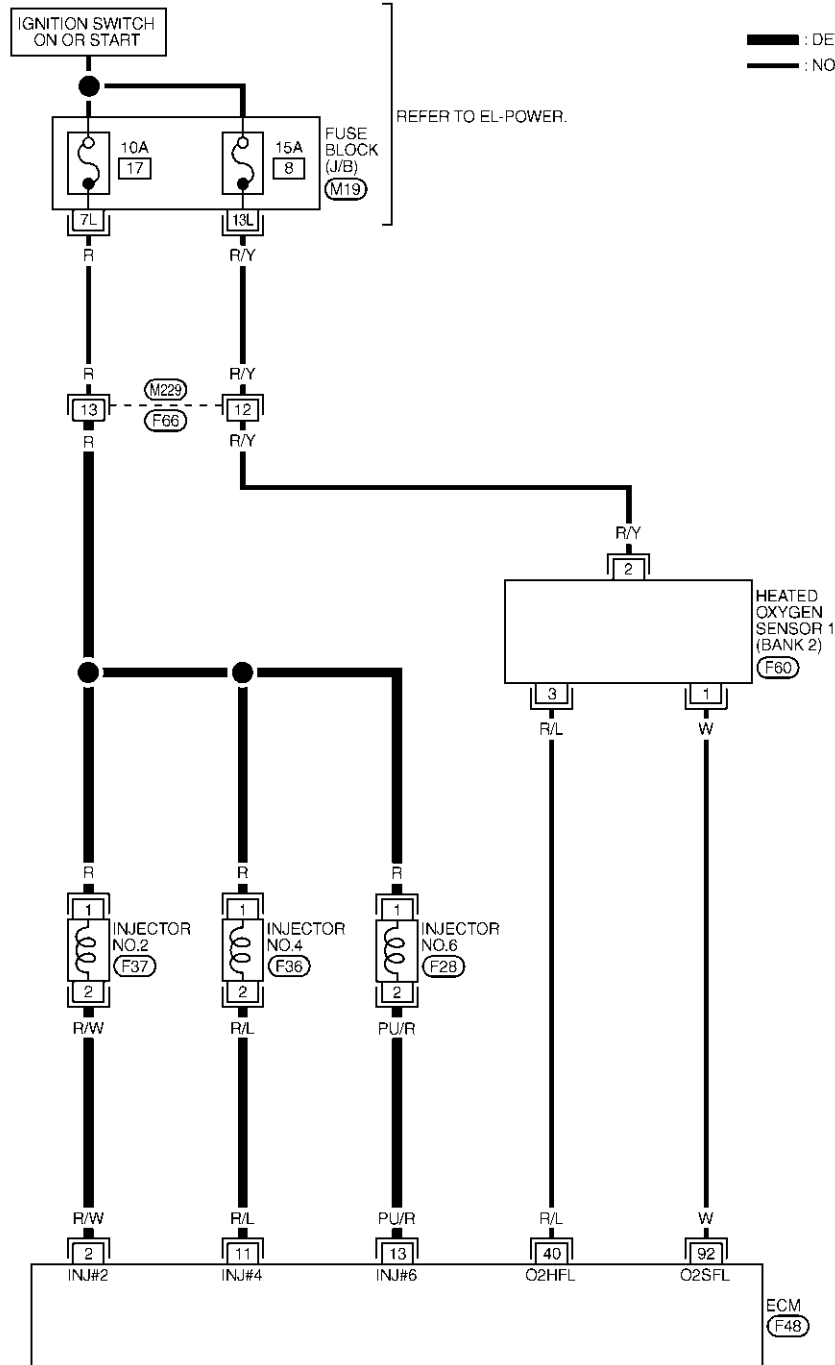 IGNITION SWITCH
ON OR START
: DE
: NO
REFER TO EL-POWER.
10A
17
15A
8
FUSE
BLOCK
(J/B)
M19
7L
13L
R
R/Y
R
R/Y
M229
13
12
F66
R
R/Y
R/Y
2
HEATED
OXYGEN
SENSOR 1
(BANK 2)
F60
3
1
R/L
W
R
R
R
1
1
1
INJECTOR
NO.2
F37
INJECTOR
NO.4
F36
INJECTOR
NO.6
F28
2
2
2
R/W
R/L
PU/R
R/W
R/L
PU/R
R/L
W
2
11
13
40
92
INJ#2
INJ#4
INJ#6
O2HFL
O2SFL
ECM
F48